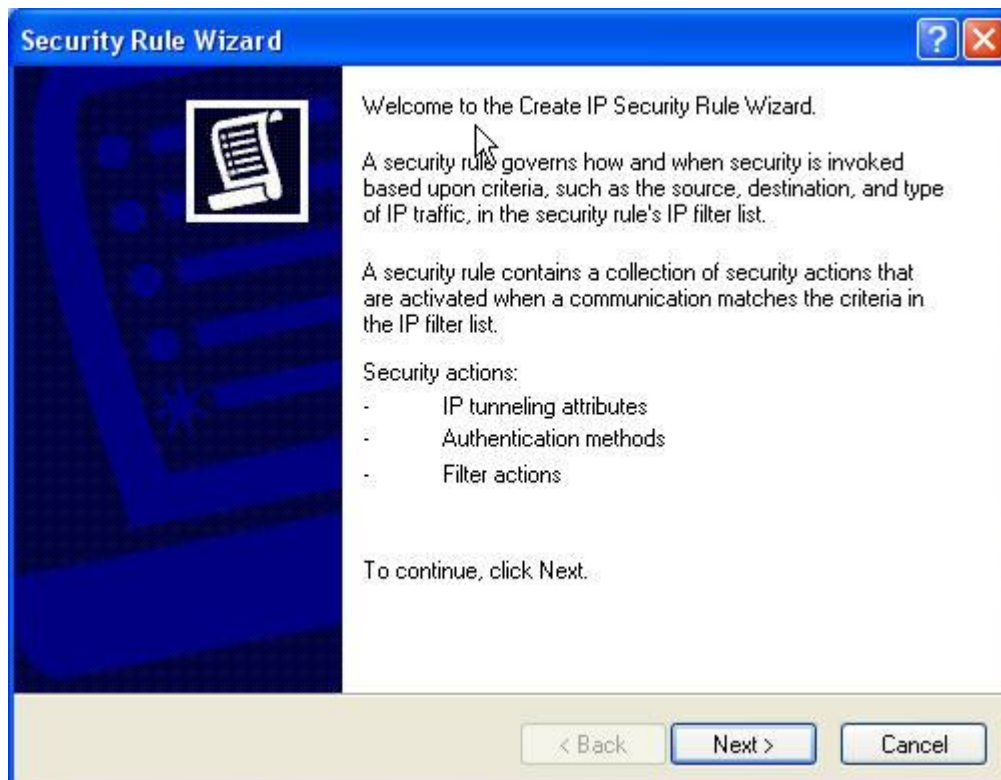 Security Rule Wizard
Welcome to the Create IP Security Rule Wizard.
A security rule governs how and when security is invoked
based upon criteria, such as the source, destination, and type
of IP traffic, in the security rule's IP filter list.
A security rule contains a collection of security actions that
are activated when a communication matches the criteria in
the IP filter list.
Security actions:
- IP tunneling attributes
- Authentication methods
- Filter actions
To continue, click Next.
< Back Next > Cancel